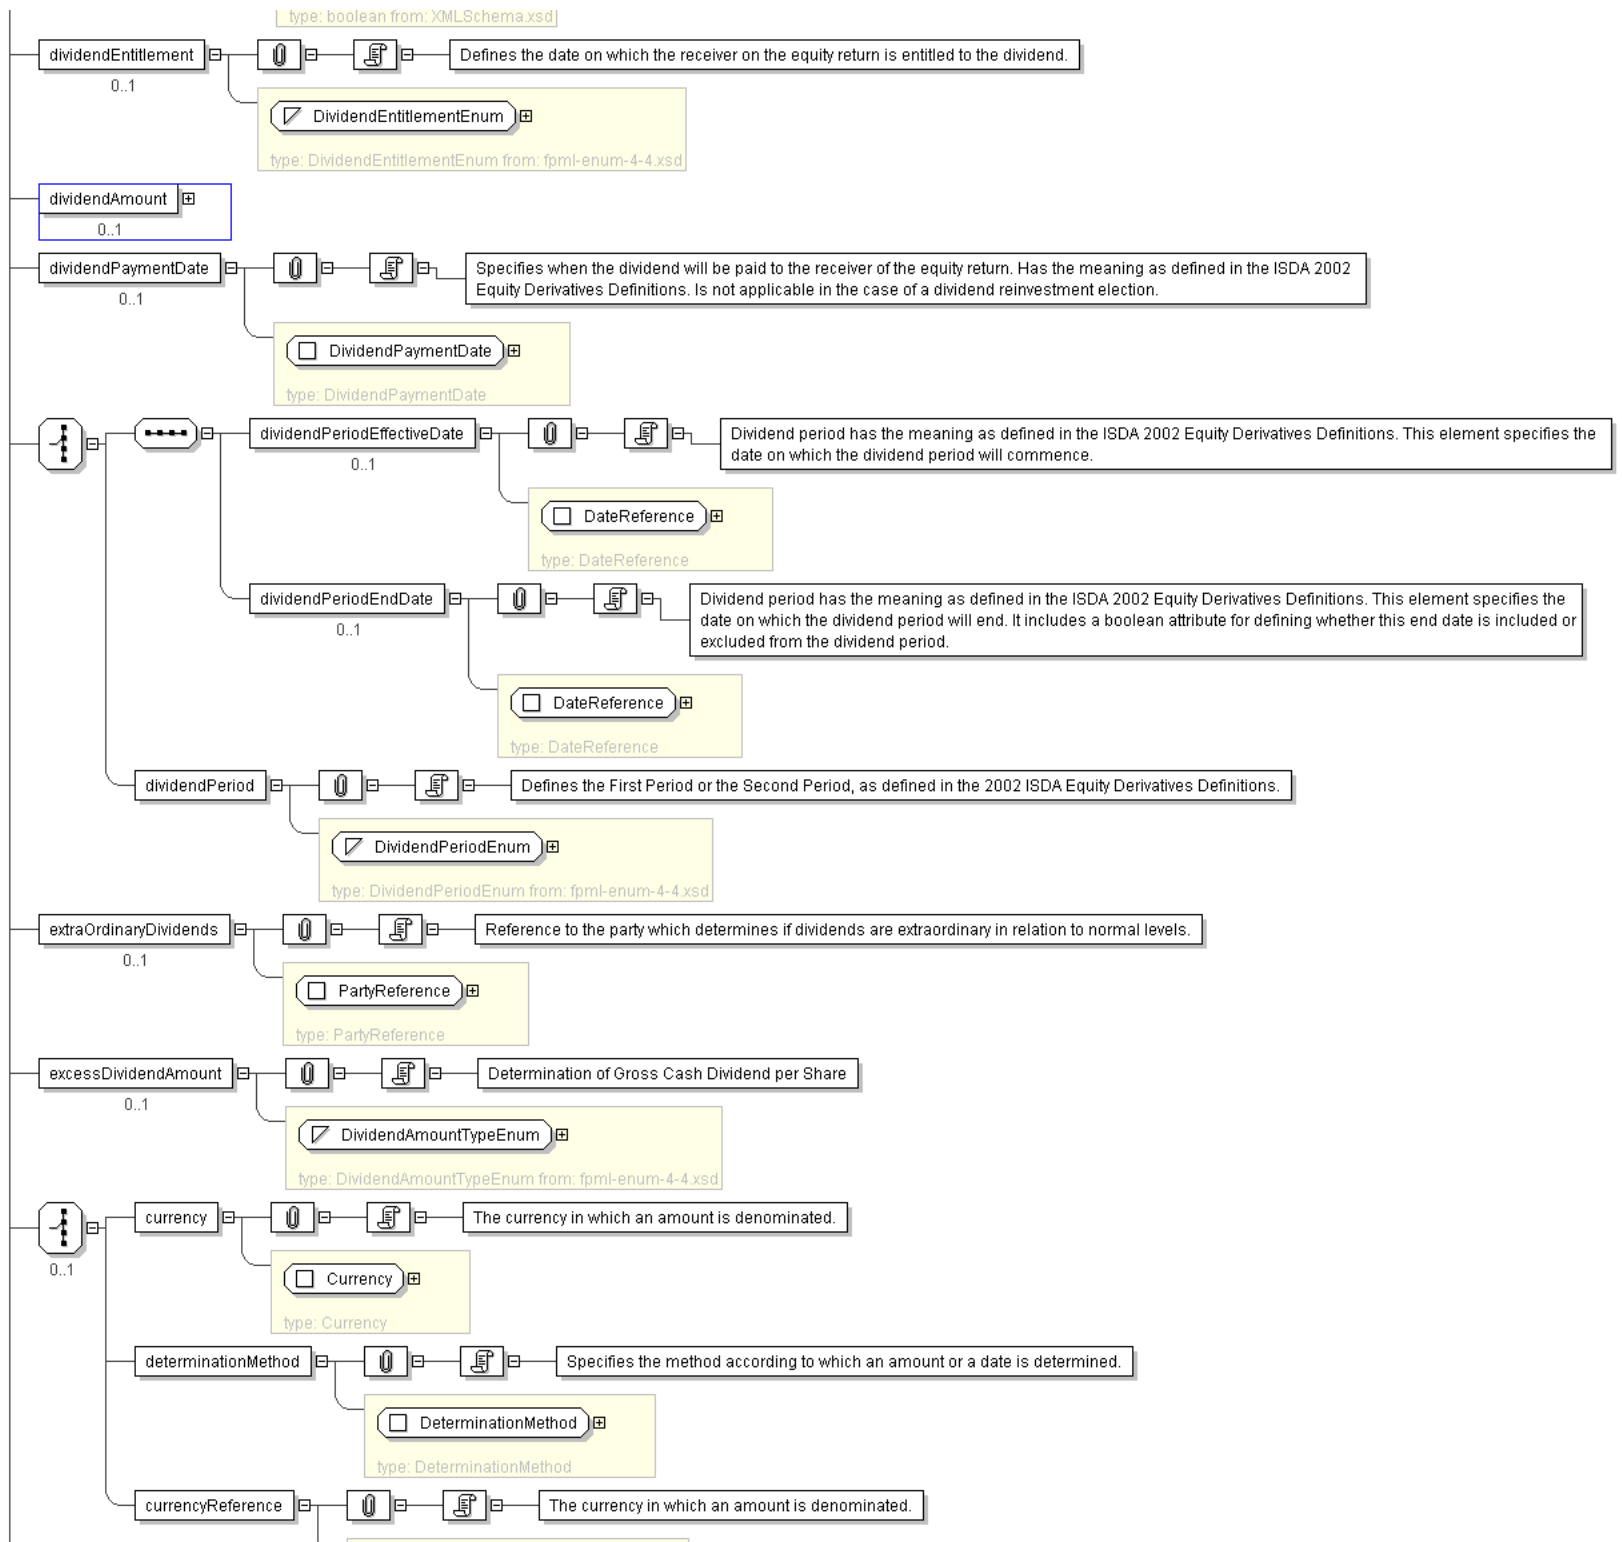 type: boolean from: XMLSchema.xsd
dividendEntitlement
Defines the date on which the receiver on the equity return is entitled to the dividend.
0..1
DividendEntitlementEnum
type: DividendEntitlementEnum from: fpml-enum-4-4.xsd
dividendAmount
0..1
dividendPaymentDate
Specifies when the dividend will be paid to the receiver of the equity return. Has the meaning as defined in the ISDA 2002
Equity Derivatives Definitions. Is not applicable in the case of a dividend reinvestment election.
0..1
DividendPaymentDate
type: DividendPaymentDate
dividendPeriodEffectiveDate
Dividend period has the meaning as defined in the ISDA 2002 Equity Derivatives Definitions. This element specifies the
date on which the dividend period will commence.
0..1
DateReference
type: DateReference
dividendPeriodEndDate
Dividend period has the meaning as defined in the ISDA 2002 Equity Derivatives Definitions. This element specifies the
date on which the dividend period will end. It includes a boolean attribute for defining whether this end date is included or
excluded from the dividend period.
0..1
DateReference
type: DateReference
dividendPeriod
Defines the First Period or the Second Period, as defined in the 2002 ISDA Equity Derivatives Definitions.
DividendPeriodEnum
type: DividendPeriodEnum from: fpml-enum-4-4.xsd
extraOrdinaryDividends
Reference to the party which determines if dividends are extraordinary in relation to normal levels.
0..1
PartyReference
type: PartyReference
excessDividendAmount
Determination of Gross Cash Dividend per Share
0..1
DividendAmountTypeEnum
type: DividendAmountTypeEnum from: fpml-enum-4-4.xsd
currency
The currency in which an amount is denominated.
0..1
Currency
type: Currency
determinationMethod
Specifies the method according to which an amount or a date is determined.
DeterminationMethod
type: DeterminationMethod
currencyReference
The currency in which an amount is denominated.